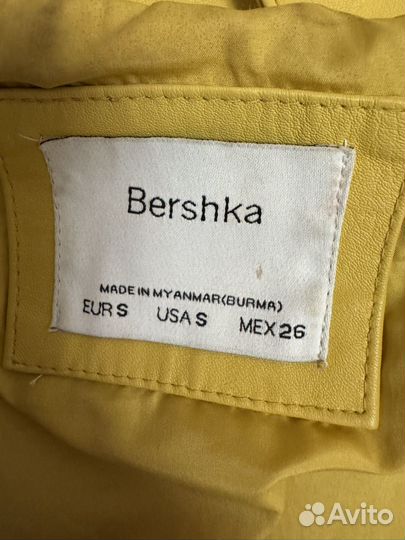 Bershka
MADE IN MYANMAR(BURMA)
EUR S USA S MEX 26
Avito